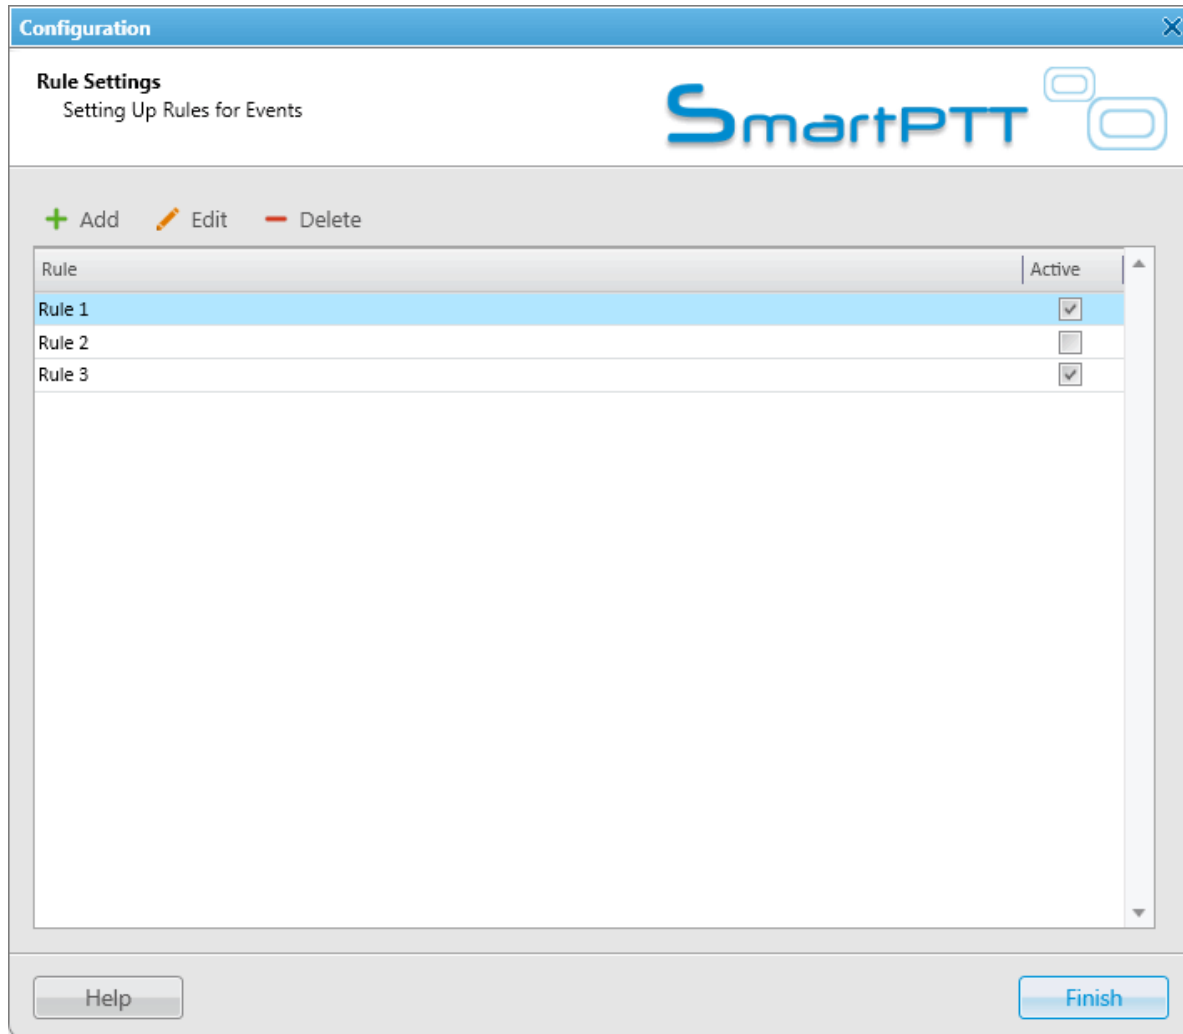 Configuration
Rule Settings
Setting Up Rules for Events
SmartPTT
Add Edit Delete
Rule Active
Rule 1
Rule 2
Rule 3
Help Finish